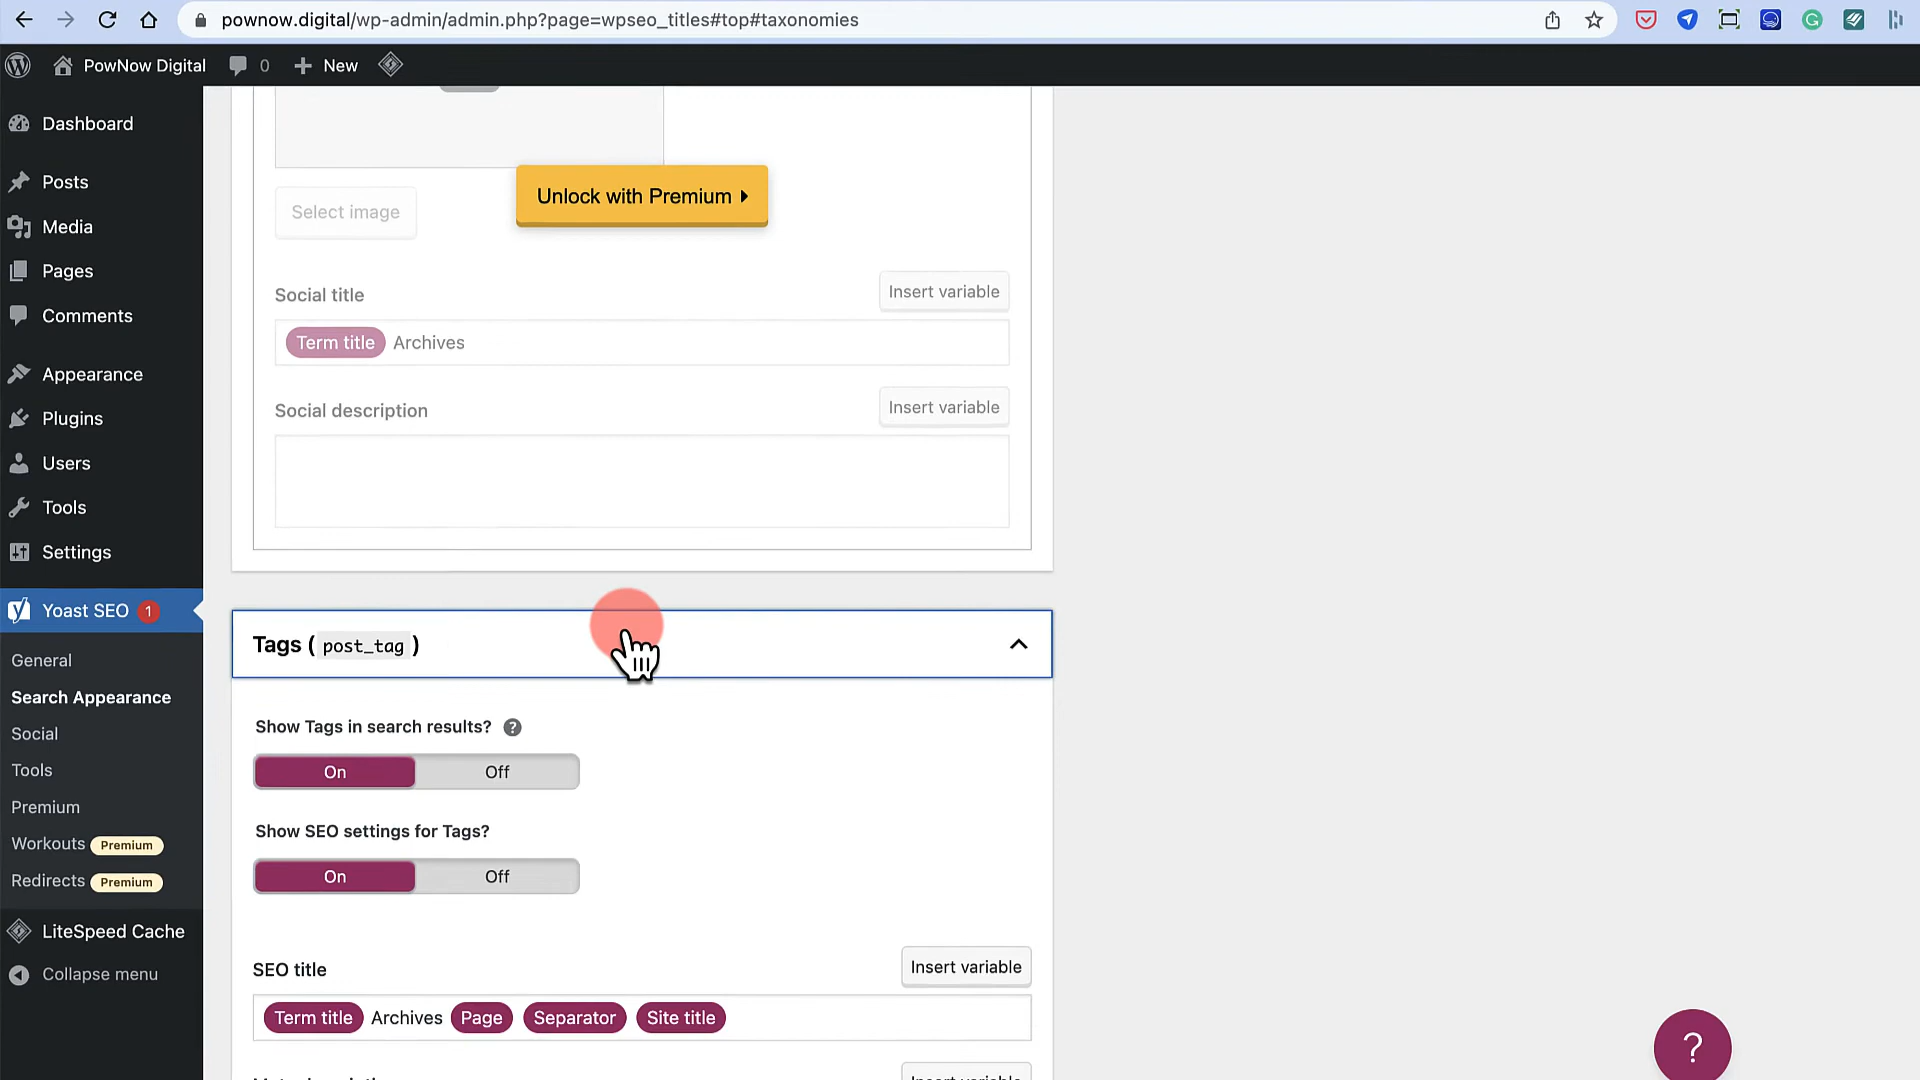 pownow.digital/wp-admin/admin.php?page=wpseo_titles#top#taxonomies
PowNow Digital
0
New
Dashboard
Posts
Media
Pages
Comments
Appearance
Plugins
Users
Tools
Settings
Yoast SEO 1
General
Search Appearance
Social
Tools
Premium
Workouts Premium
Redirects Premium
LiteSpeed Cache
Collapse menu
Unlock with Premium
Select image
Social title
Insert variable
Term title Archives
Social description
Insert variable
Tags ( post_tag )
Show Tags in search results? ?
On Off
Show SEO settings for Tags?
On Off
SEO title
Insert variable
Term title Archives Page Separator Site title
?